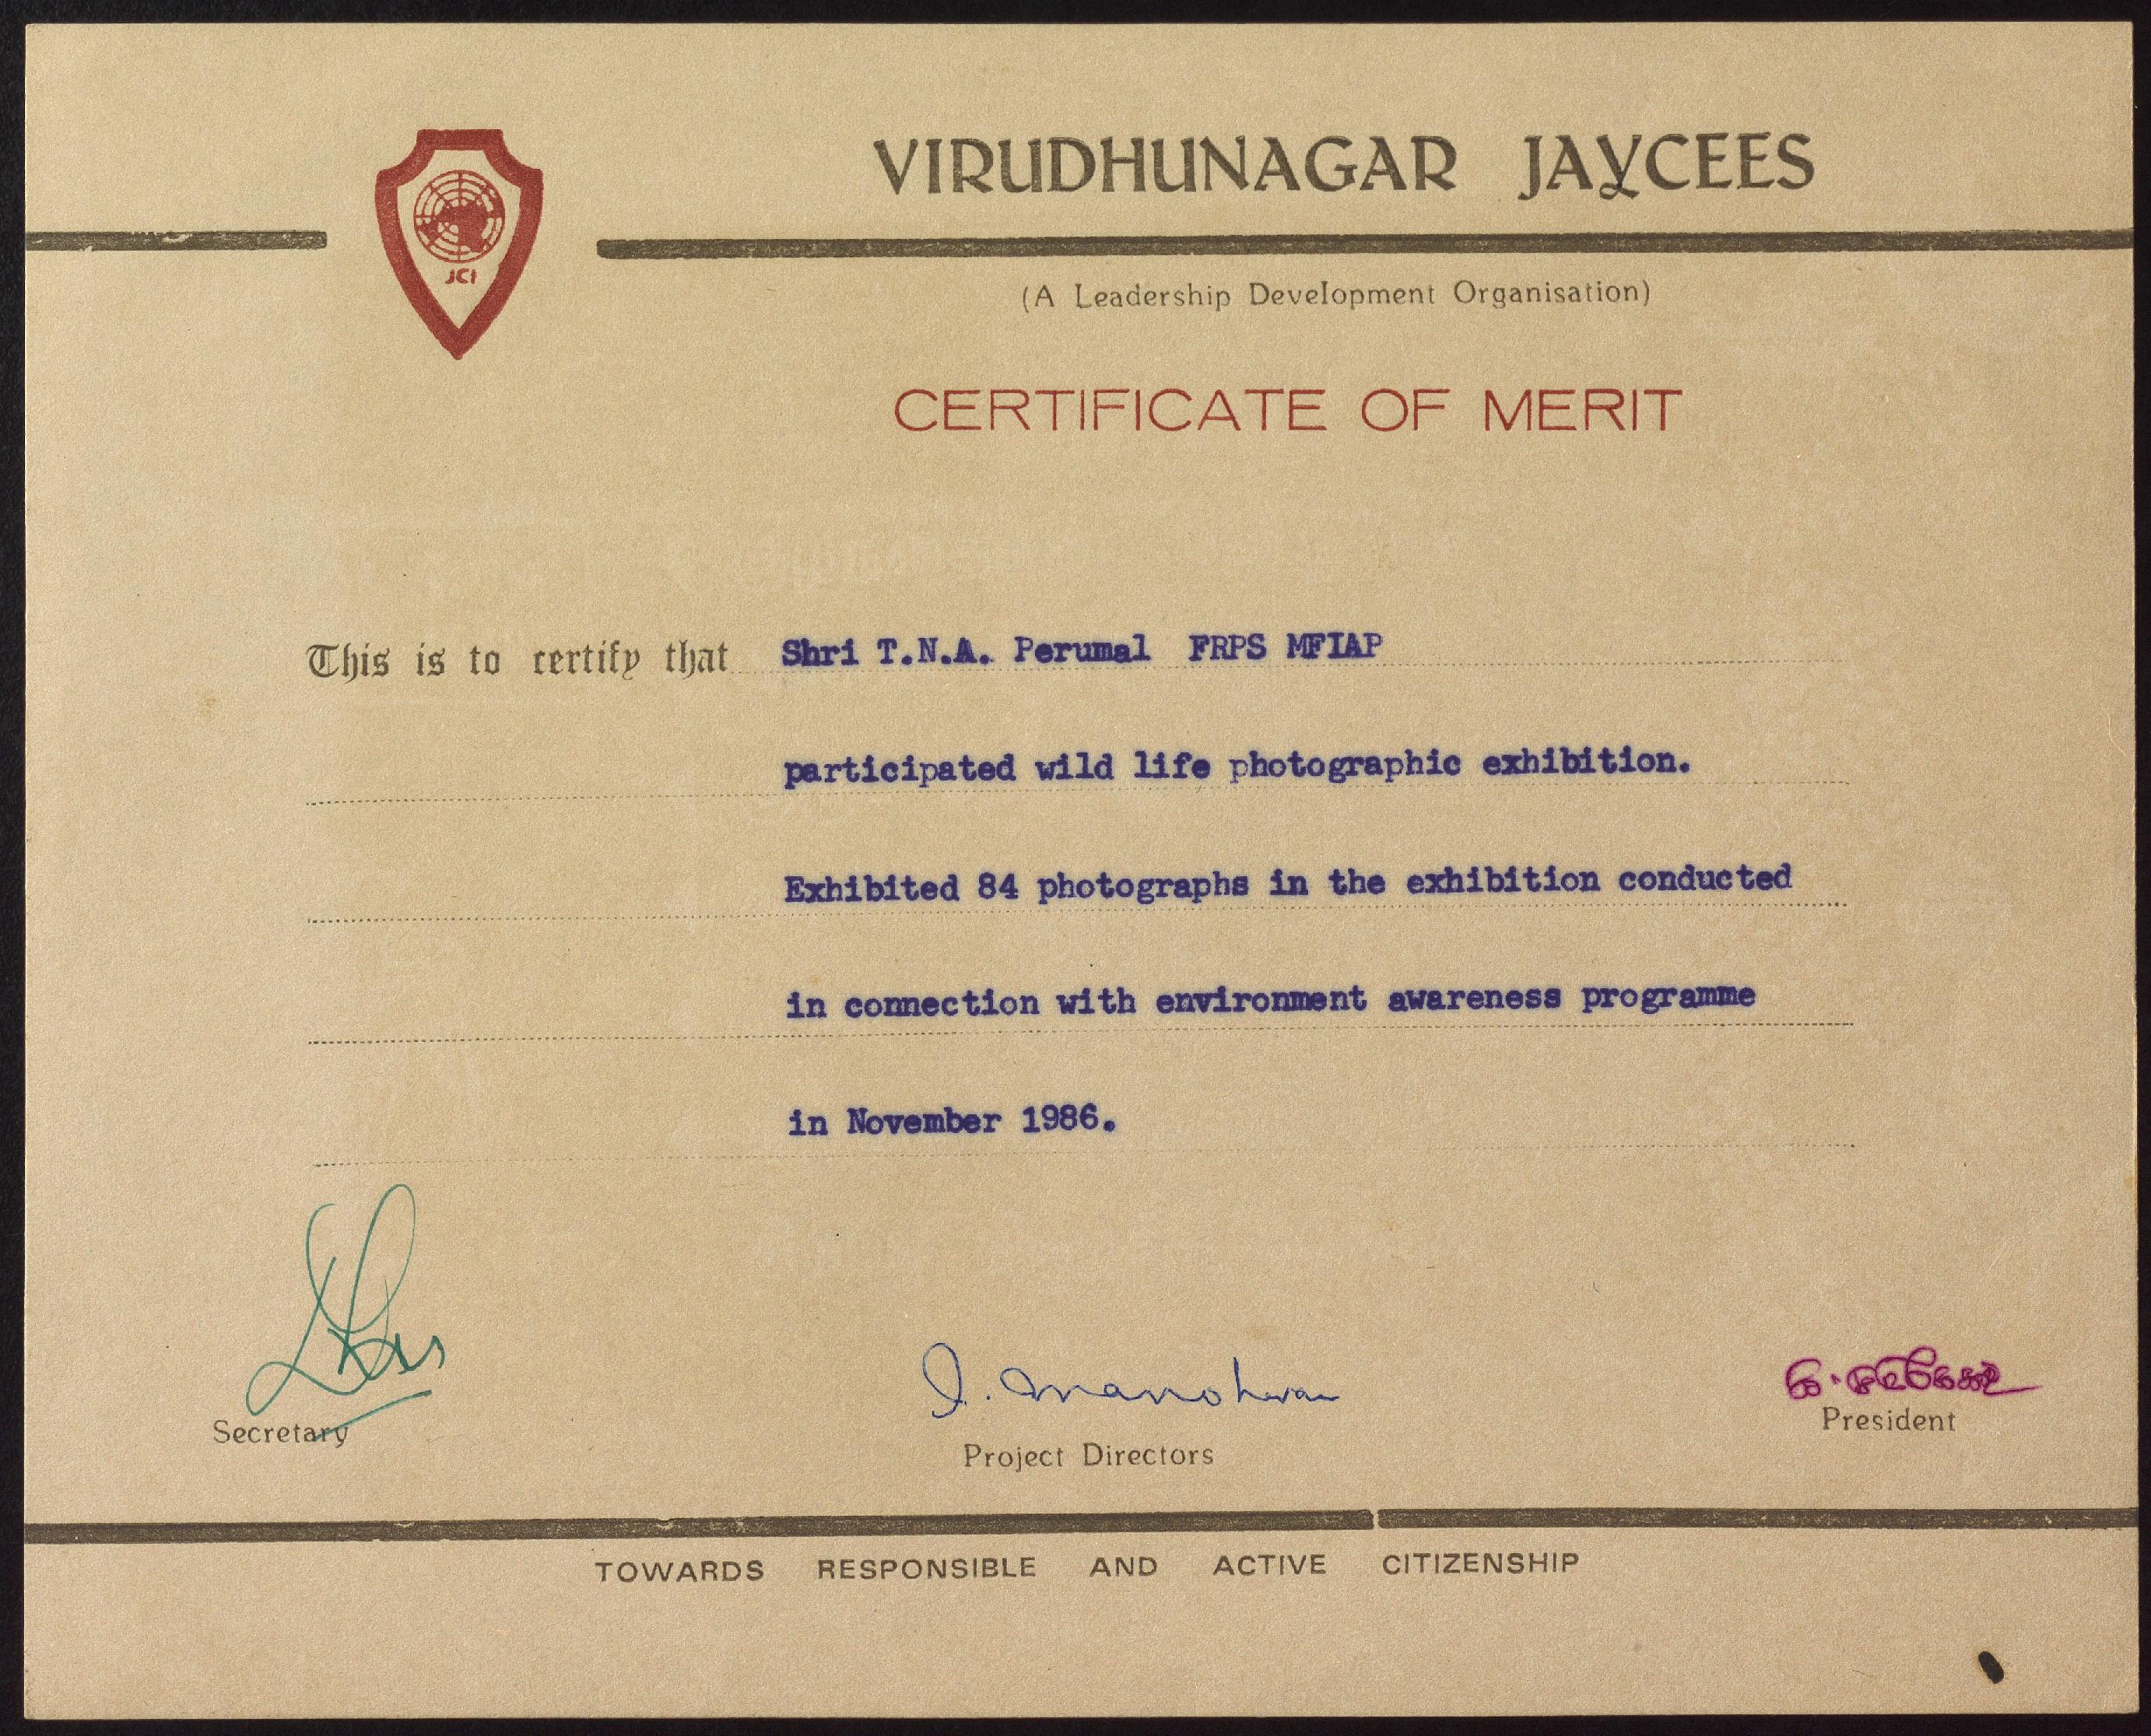 VIRUDHUNAGAR JAYCEES
JCI
(A Leadership Development Organisation)
CERTIFICATE OF MERIT
This is to certify that Shri T.N.A. Perumal FRPS MFIAP
participated wild life photographic exhibition.
Exhibited 84 photographs in the exhibition conducted
in connection with environment awareness programme
in November 1986.
Secretary
Project Directors
President
TOWARDS RESPONSIBLE AND ACTIVE CITIZENSHIP